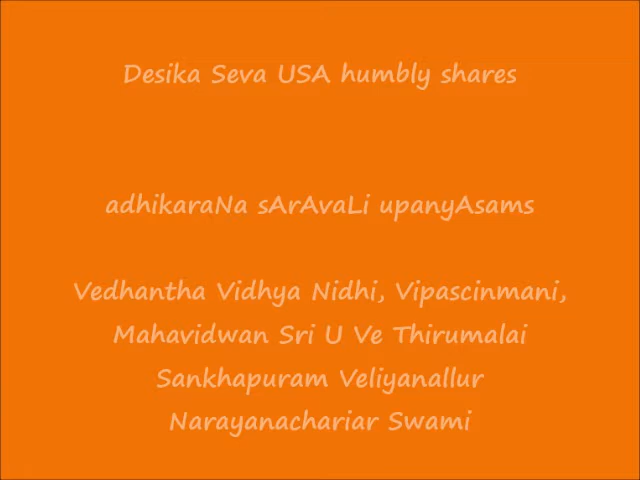 Desika Seva USA humbly shares
adhikaraNa sArAvaLi upanyAsams
Vedhantha Vidhya Nidhi, Vipascinmani,
Mahavidwan Sri U Ve Thirumalai
Sankhapuram Veliyanallur
Narayanachariar Swami